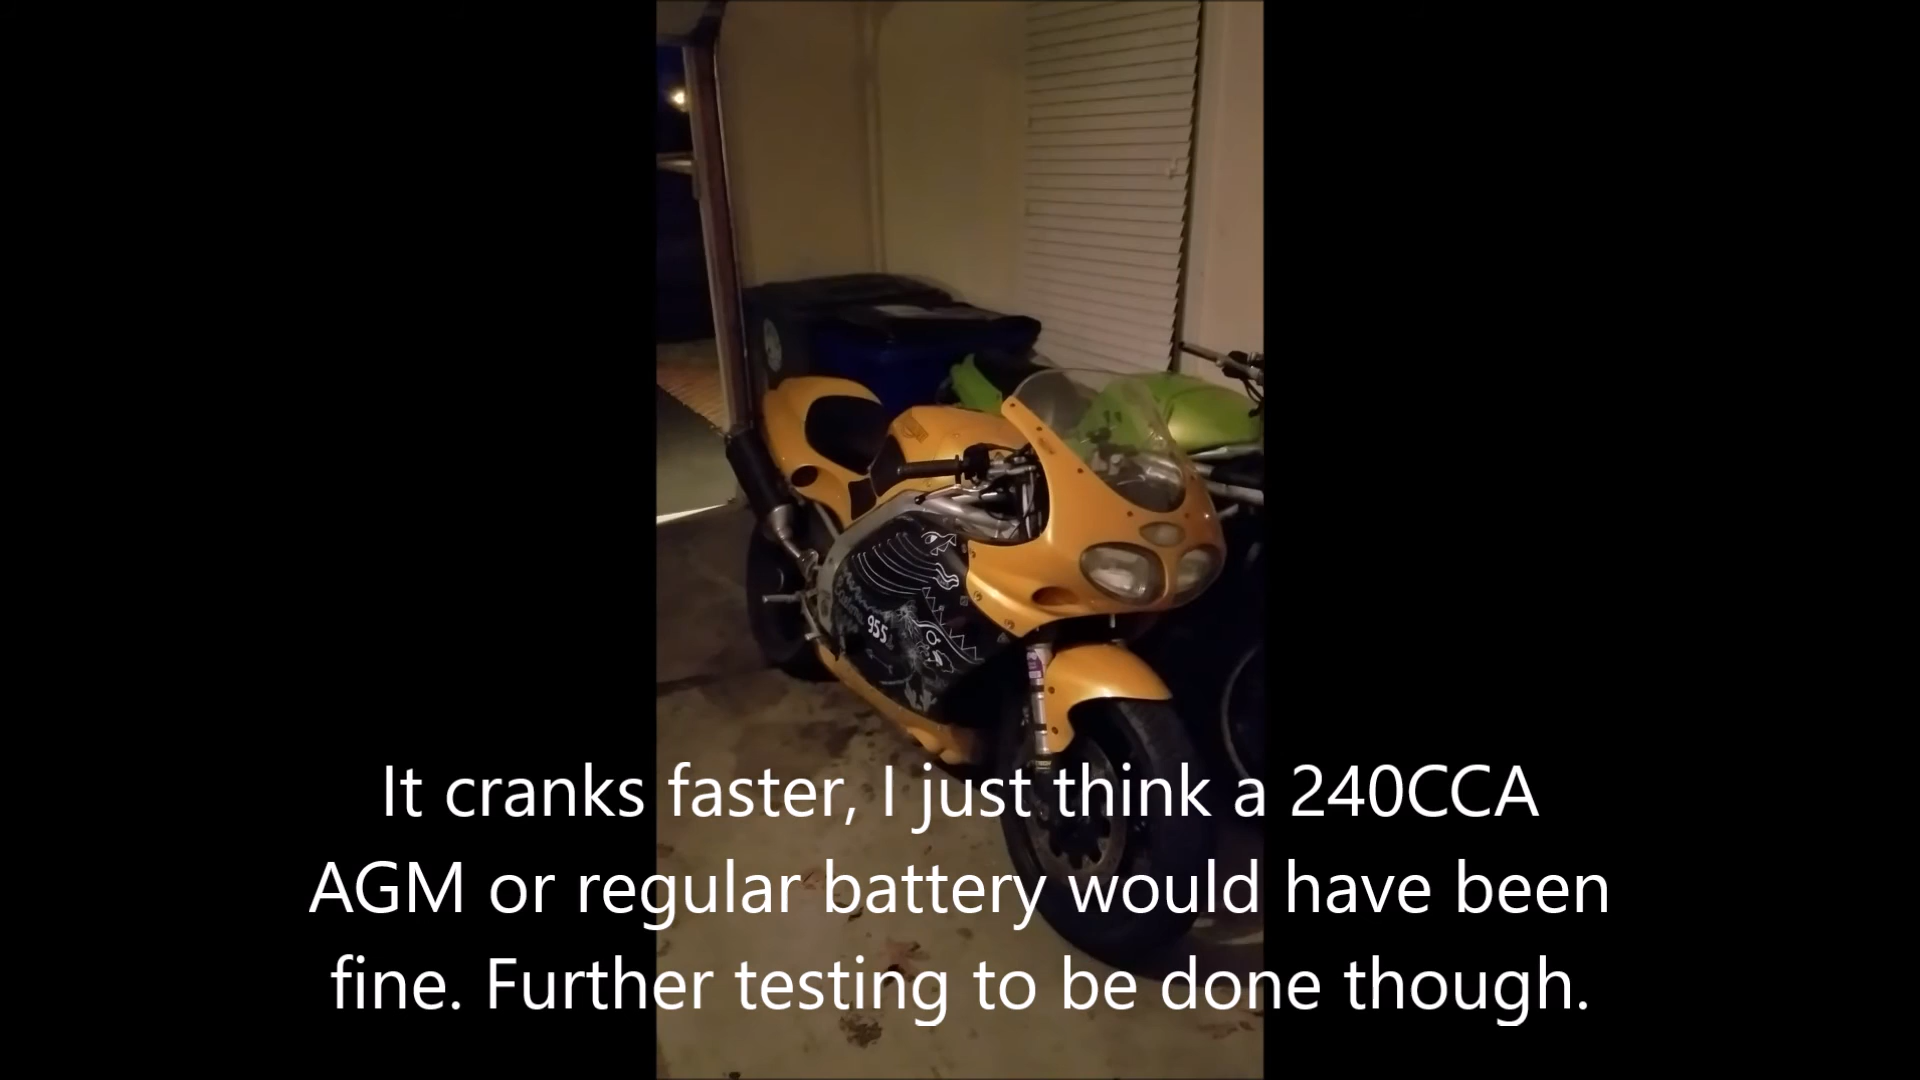 955
It cranks faster, I just think a 240CCA
AGM or regular battery would have been
fine. Further testing to be done though.